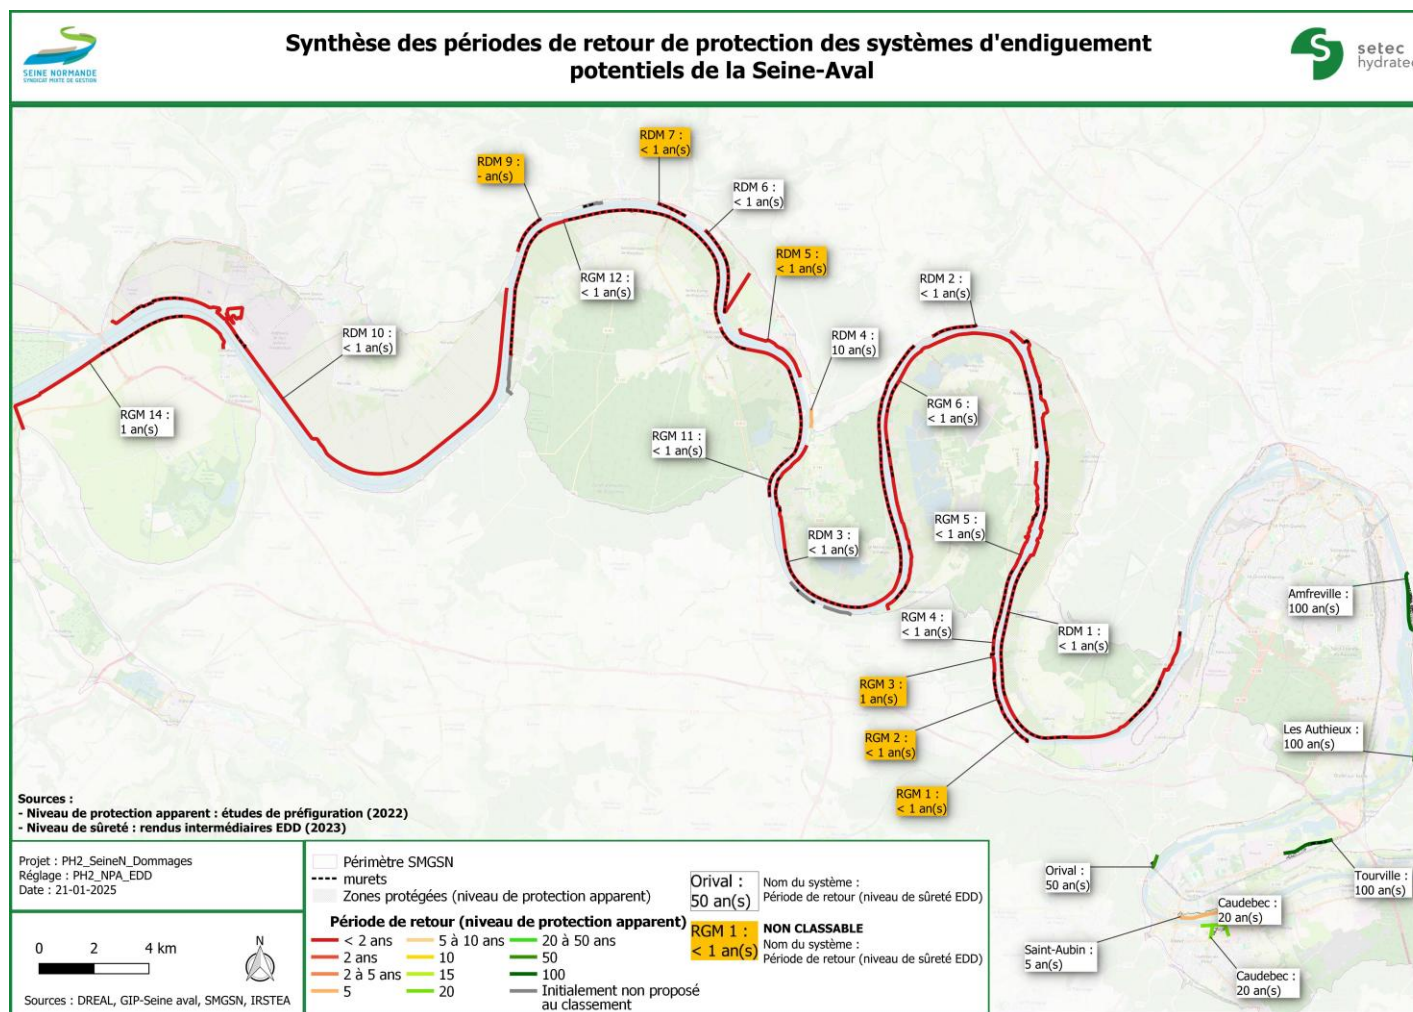 Synthèse des périodes de retour de protection des systèmes d'endiguement
potentiels de la Seine-Aval
SEINE NORMANDE
SYNDICAT MIXTE DE GESTION
setec
hydratec
RDM 7 :
< 1 an(s)
RDM 9 :
- an(s)
RDM 6 :
< 1 an(s)
RDM 5 :
< 1 an(s)
RGM 12 :
< 1 an(s)
RDM 2 :
< 1 an(s)
RDM 10 :
< 1 an(s)
RDM 4 :
10 an(s)
RGM 14 :
1 an(s)
RGM 6 :
< 1 an(s)
RGM 11 :
< 1 an(s)
RGM 5 :
< 1 an(s)
RDM 3 :
< 1 an(s)
Amfreville :
100 an(s)
RGM 4 :
< 1 an(s)
RDM 1 :
< 1 an(s)
RGM 3 :
1 an(s)
RGM 2 :
< 1 an(s)
Les Authieux :
100 an(s)
RGM 1 :
< 1 an(s)
Orival :
50 an(s)
Tourville :
100 an(s)
Caudebec :
20 an(s)
Saint-Aubin :
5 an(s)
Caudebec :
20 an(s)
Sources :
- Niveau de protection apparent : études de préfiguration (2022)
- Niveau de sûreté : rendus intermédiaires EDD (2023)
Projet : PH2_SeineN_Dommages
Réglage : PH2_NPA_EDD
Date : 21-01-2025
0 2 4 km
N
Sources : DREAL, GIP-Seine aval, SMGSN, IRSTEA
Périmètre SMGSN
murets
Zones protégées (niveau de protection apparent)
Période de retour (niveau de protection apparent)
< 2 ans
2 ans
2 à 5 ans
5
5 à 10 ans
10
15
20
20 à 50 ans
50
100
Initialement non proposé
au classement
Orival :
50 an(s)
Nom du système :
Période de retour (niveau de sûreté EDD)
RGM 1 :
< 1 an(s)
NON CLASSABLE
Nom du système :
Période de retour (niveau de sûreté EDD)